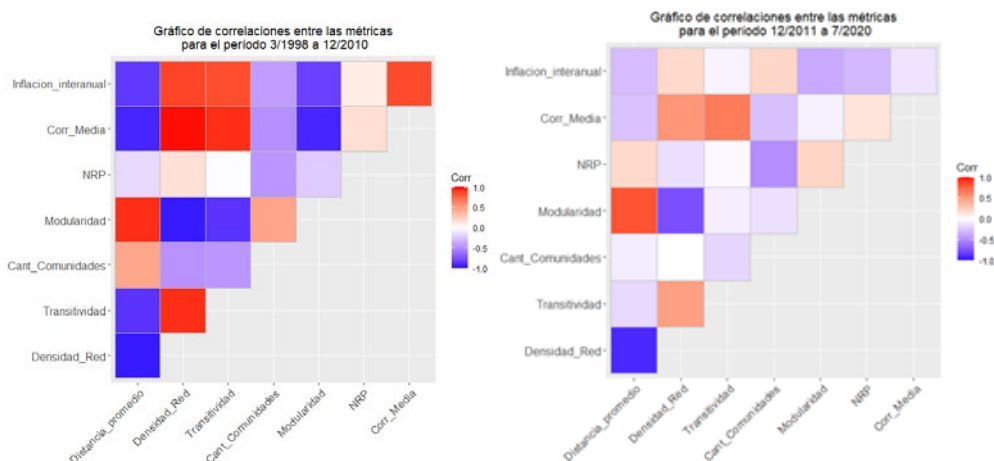 Gráfico de correlaciones entre las métricas
para el período 3/1998 a 12/2010
Inflacion_interanual
Corr_Media
NRP
Modularidad
Cant_Comunidades
Transitividad
Densidad_Red
Distancia_promedio
Densidad_Red
Transitividad
Cant_Comunidades
Modularidad
NRP
Corr_Media
Corr
1.0
0.5
0.0
-0.5
-1.0
Gráfico de correlaciones entre las métricas
para el período 12/2011 a 7/2020
Inflacion_interanual
Corr_Media
NRP
Modularidad
Cant_Comunidades
Transitividad
Densidad_Red
Distancia_promedio
Densidad_Red
Transitividad
Cant_Comunidades
Modularidad
NRP
Corr_Media
Corr
1.0
0.5
0.0
-0.5
-1.0